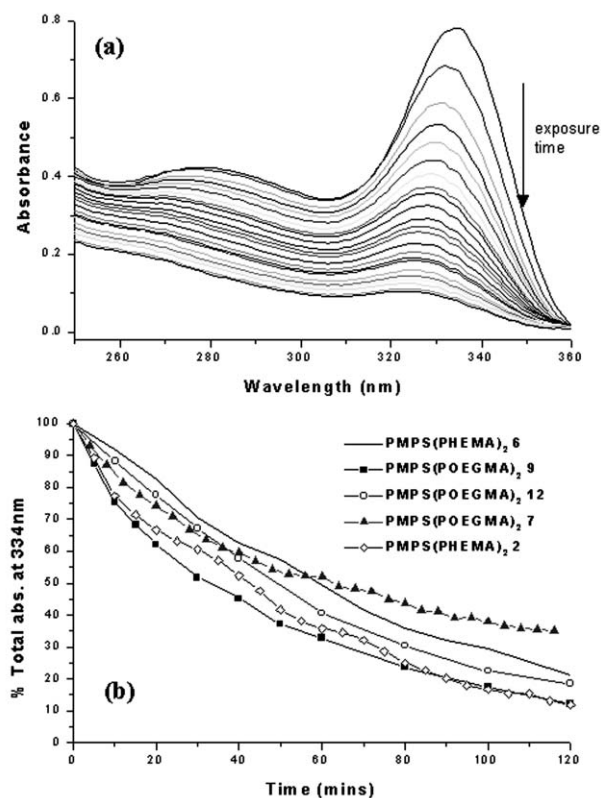 (a)
Absorbance
0.8
0.6
0.4
0.2
0.0
exposure
time
260
280
300
320
340
360
Wavelength (nm)
(b)
% Total abs. at 334nm
100
90
80
70
60
50
40
30
20
10
0
PMPS(PHEMA)₂ 6
PMPS(POEGMA)₂ 9
PMPS(POEGMA)₂ 12
PMPS(POEGMA)₂ 7
PMPS(PHEMA)₂ 2
0
20
40
60
80
100
120
Time (mins)